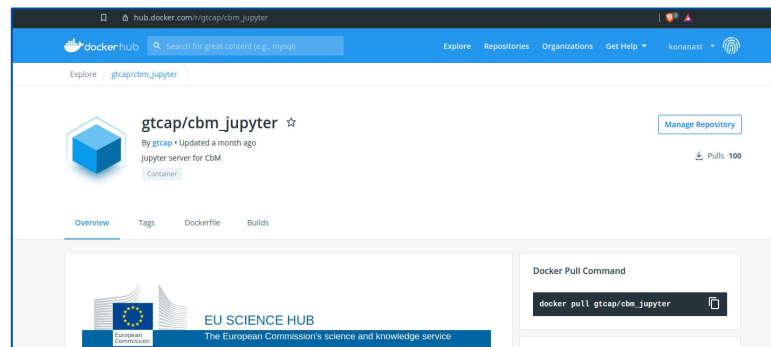 hub.docker.com/r/gtcap/cbm_jupyter
dockerhub
Search for great content (e.g., mysql)
Explore Repositories Organizations Get Help konanast
Explore gtcap/cbm_jupyter
gtcap/cbm_jupyter
Manage Repository
By gtcap • Updated a month ago
Pulls 100
Jupyter server for CbM
Container
Overview Tags Dockerfile Builds
Docker Pull Command
docker pull gtcap/cbm_jupyter
EU SCIENCE HUB
The European Commission's science and knowledge service
European
Commission